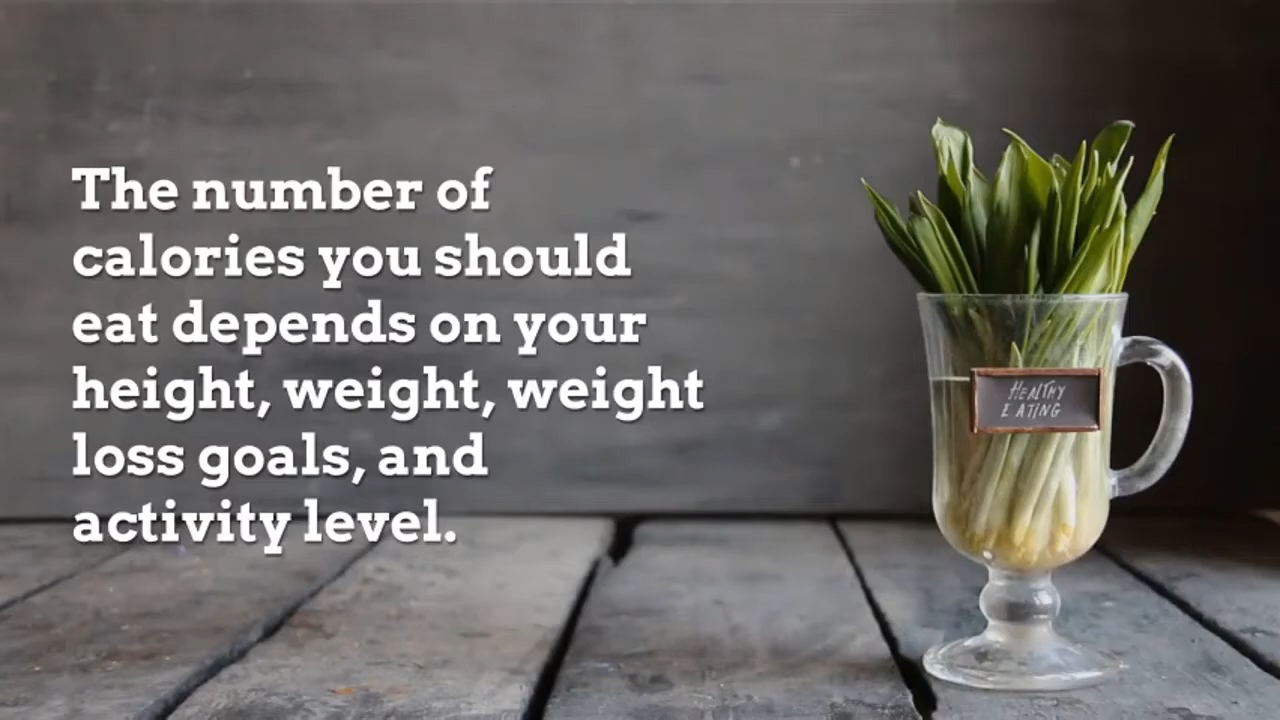 The number of
calories you should
eat depends on your
height, weight, weight
loss goals, and
activity level.
HEALTHY
EATING